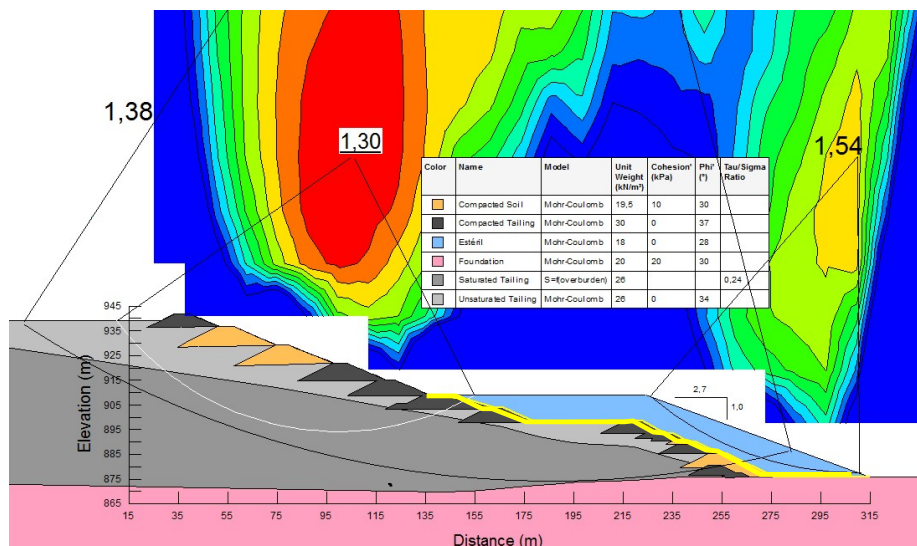 1,38
1,30
1,54
Color Name Model Unit Weight (kN/m³) Cohesion' (kPa) Phi' (°) Tau/Sigma Ratio
Compacted Soil Mohr-Coulomb 19,5 10 30
Compacted Tailing Mohr-Coulomb 30 0 37
Estéril Mohr-Coulomb 18 0 28
Foundation Mohr-Coulomb 20 20 30
Saturated Tailing S=f(overburden) 26 0,24
Unsaturated Tailing Mohr-Coulomb 26 0 34
2,7
1,0
Elevation (m)
945
935
925
915
905
895
885
875
865
15 35 55 75 95 115 135 155 175 195 215 235 255 275 295 315
Distance (m)